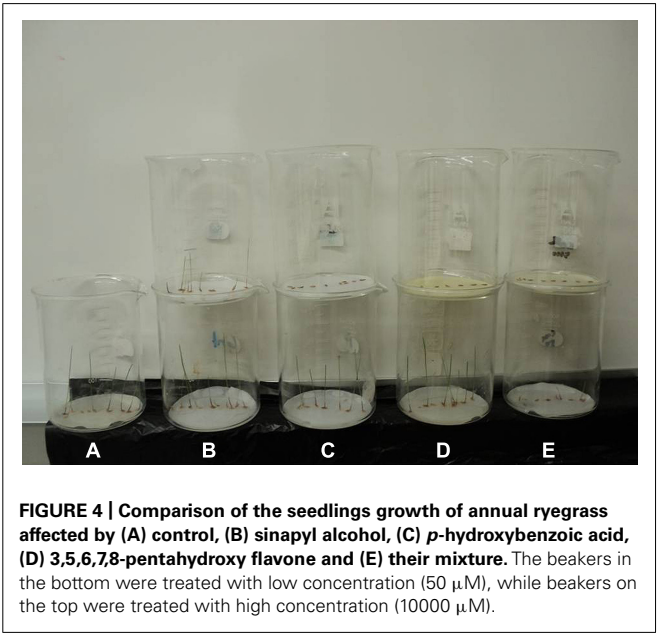 A B C D E
FIGURE 4 | Comparison of the seedlings growth of annual ryegrass
affected by (A) control, (B) sinapyl alcohol, (C) p-hydroxybenzoic acid,
(D) 3,5,6,7,8-pentahydroxy flavone and (E) their mixture. The beakers in
the bottom were treated with low concentration (50 μM), while beakers on
the top were treated with high concentration (10000 μM).